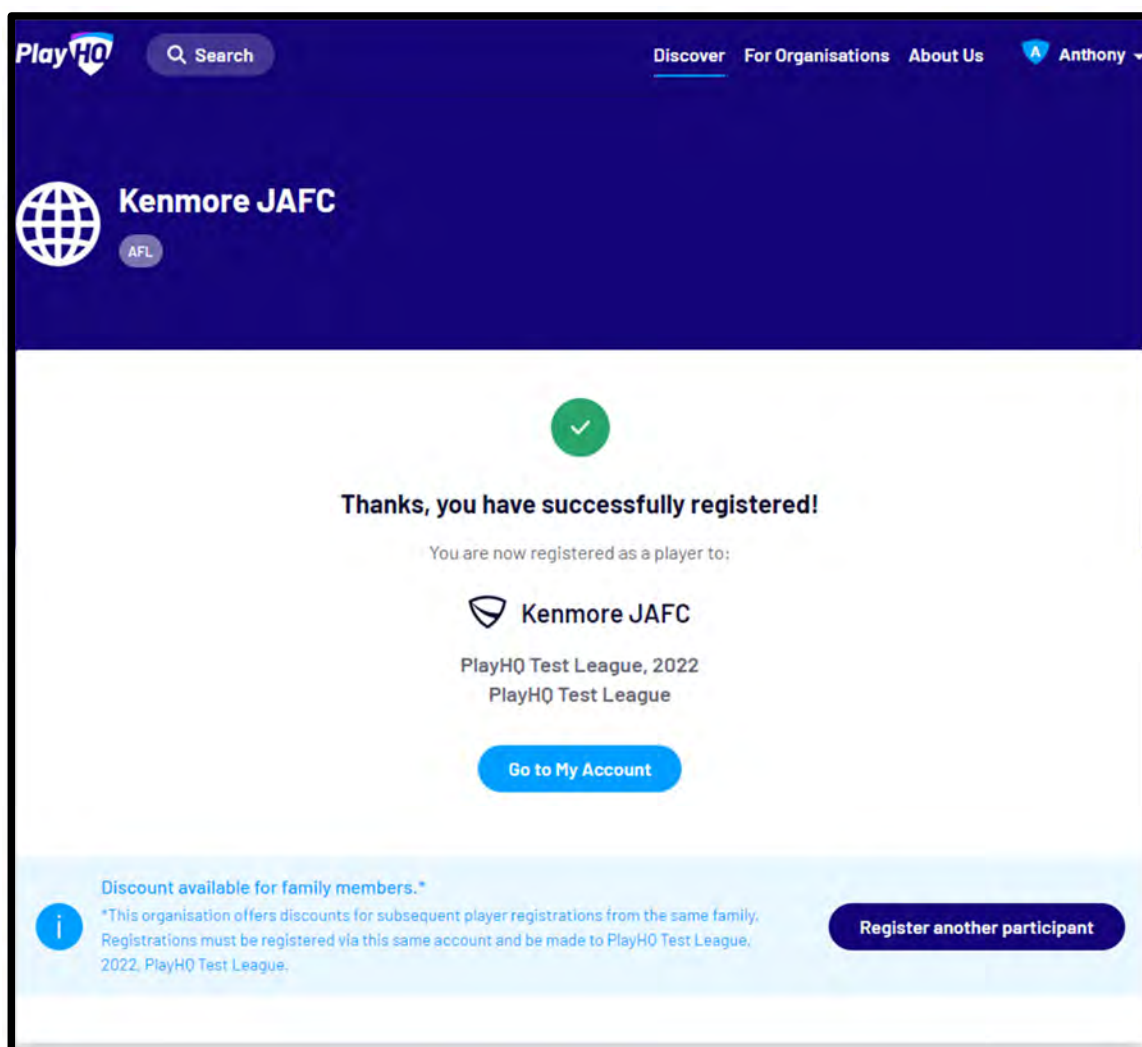 PlayHQ
Search
Discover For Organisations About Us A Anthony
Kenmore JAFC
AFL
Thanks, you have successfully registered!
You are now registered as a player to:
Kenmore JAFC
PlayHQ Test League, 2022
PlayHQ Test League
Go to My Account
Discount available for family members.*
*This organisation offers discounts for subsequent player registrations from the same family.
Registrations must be registered via this same account and be made to PlayHQ Test League,
2022, PlayHQ Test League.
i
Register another participant